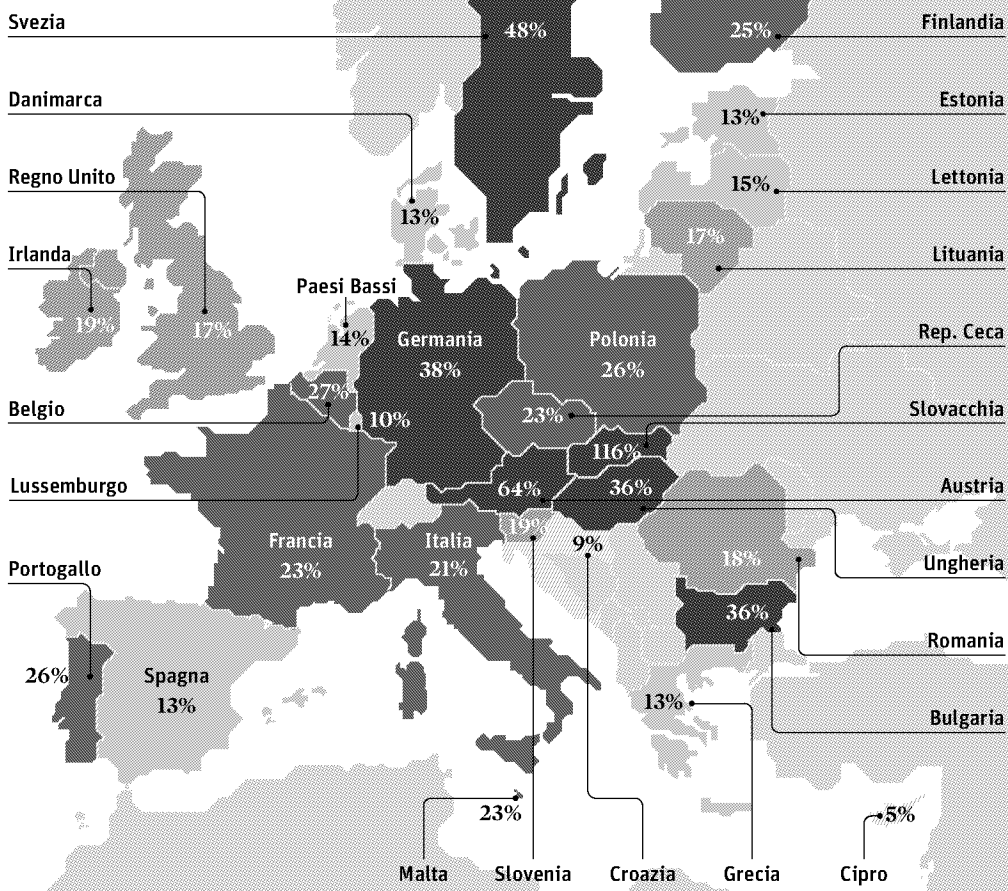 Svezia
48%
25%
Finlandia
Danimarca
13%
Estonia
Regno Unito
15%
Lettonia
13%
17%
Irlanda
Lituania
Paesi Bassi
19%
17%
14%
Germania
38%
Polonia
26%
Rep. Ceca
27%
Belgio
10%
23%
Slovacchia
116%
Lussemburgo
64%
36%
Austria
19%
9%
Francia
23%
Italia
21%
18%
Ungheria
Portogallo
36%
Romania
26%
Spagna
13%
13%
Bulgaria
23%
5%
Malta
Slovenia
Croazia
Grecia
Cipro